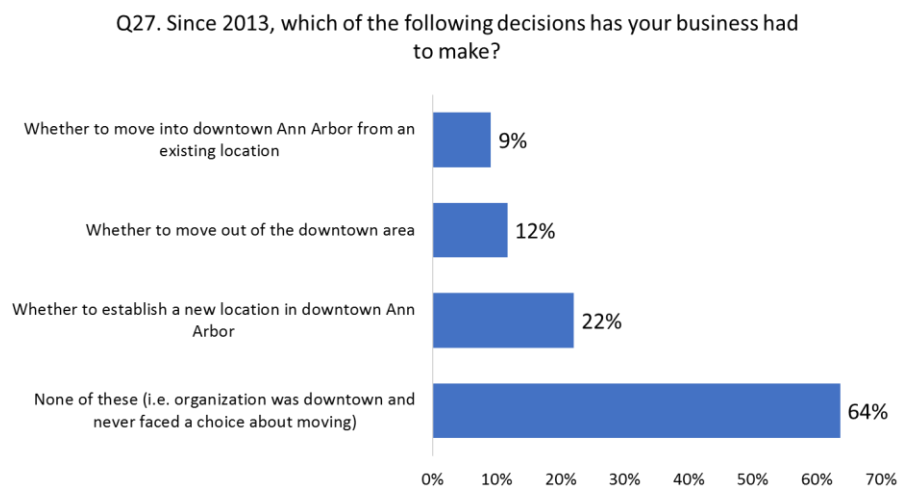 Q27. Since 2013, which of the following decisions has your business had
to make?
Whether to move into downtown Ann Arbor from an
existing location
9%
Whether to move out of the downtown area
12%
Whether to establish a new location in downtown Ann
Arbor
22%
None of these (i.e. organization was downtown and
never faced a choice about moving)
64%
0% 10% 20% 30% 40% 50% 60% 70%